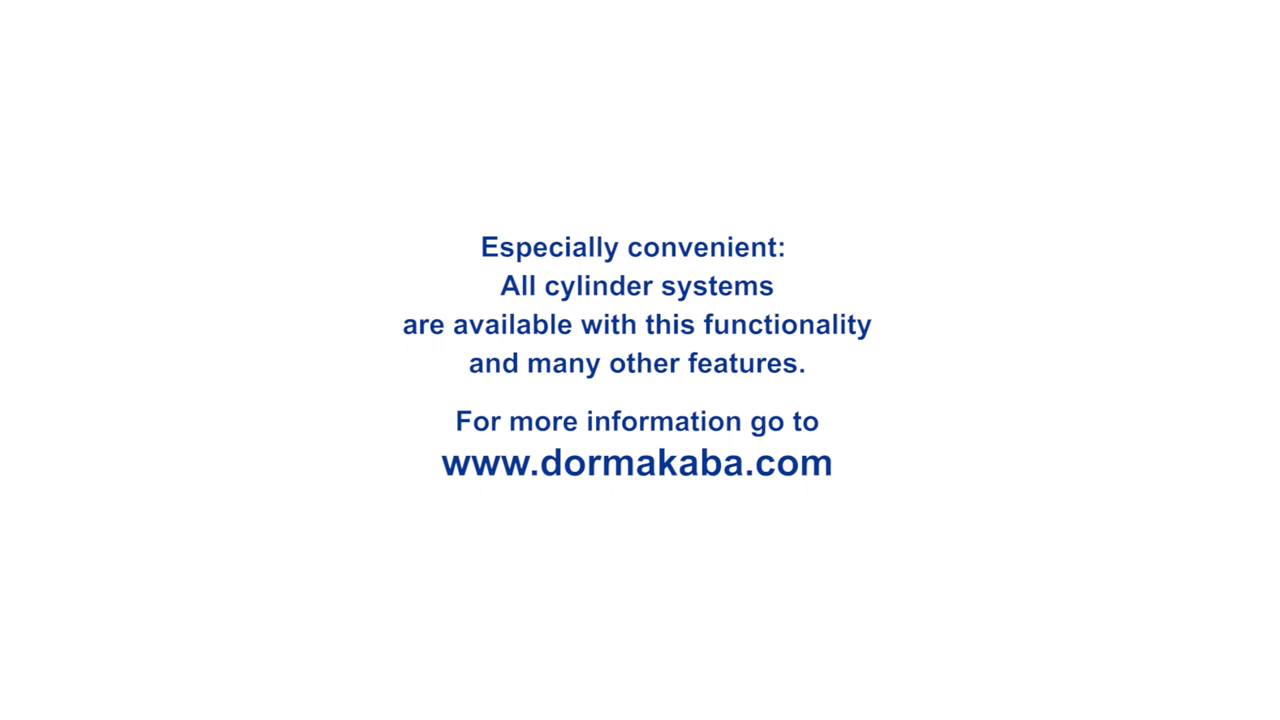 Especially convenient:
All cylinder systems
are available with this functionality
and many other features.
For more information go to
www.dormakaba.com